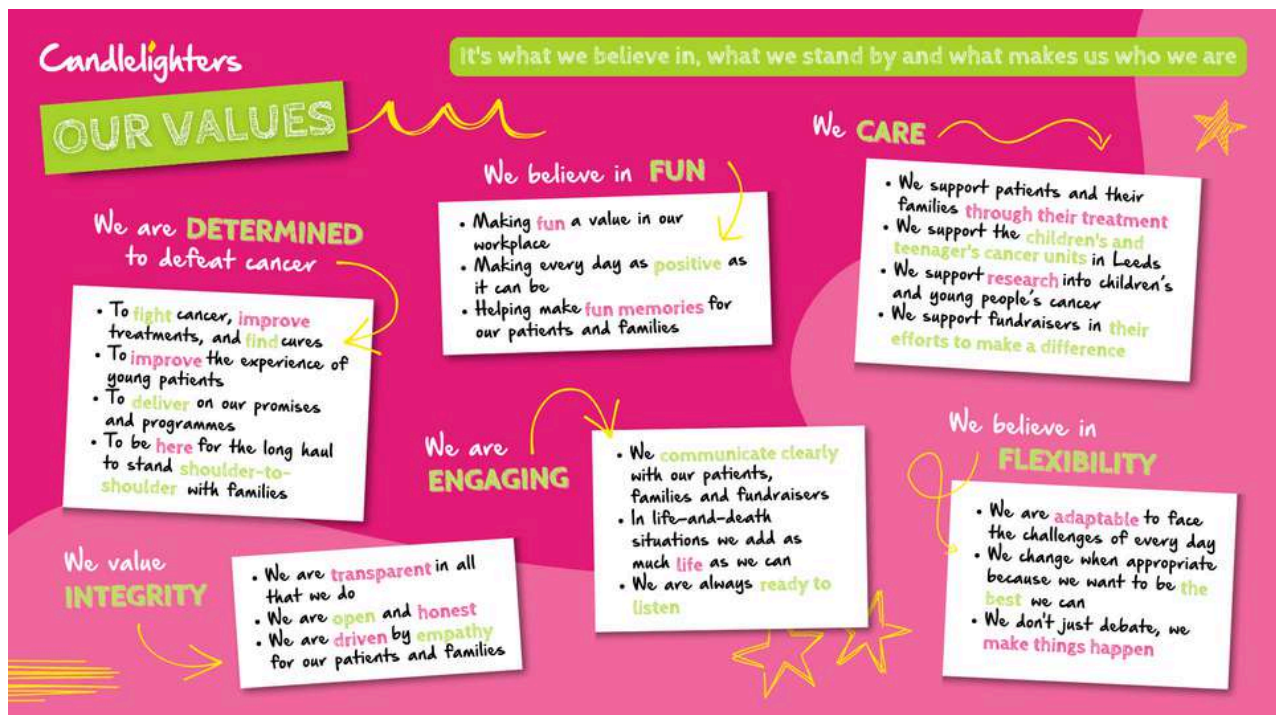 Candlelighters
It's what we believe in, what we stand by and what makes us who we are
OUR VALUES
We are DETERMINED
to defeat cancer
• To fight cancer, improve
treatments, and find cures
• To improve the experience of
young patients
• To deliver on our promises
and programmes
• To be here for the long haul
to stand shoulder-to-
shoulder with families
We believe in FUN
• Making fun a value in our
workplace
• Making every day as positive as
it can be
• Helping make fun memories for
our patients and families
We CARE
• We support patients and their
families through their treatment
• We support the children's and
teenager's cancer units in Leeds
• We support research into children's
and young people's cancer
• We support fundraisers in their
efforts to make a difference
We value
INTEGRITY
• We are transparent in all
that we do
• We are open and honest
• We are driven by empathy
for our patients and families
We are
ENGAGING
• We communicate clearly
with our patients,
families and fundraisers
• In life-and-death
situations we add as
much life as we can
• We are always ready to
listen
We believe in
FLEXIBILITY
• We are adaptable to face
the challenges of every day
• We change when appropriate
because we want to be the
best we can
• We don't just debate, we
make things happen